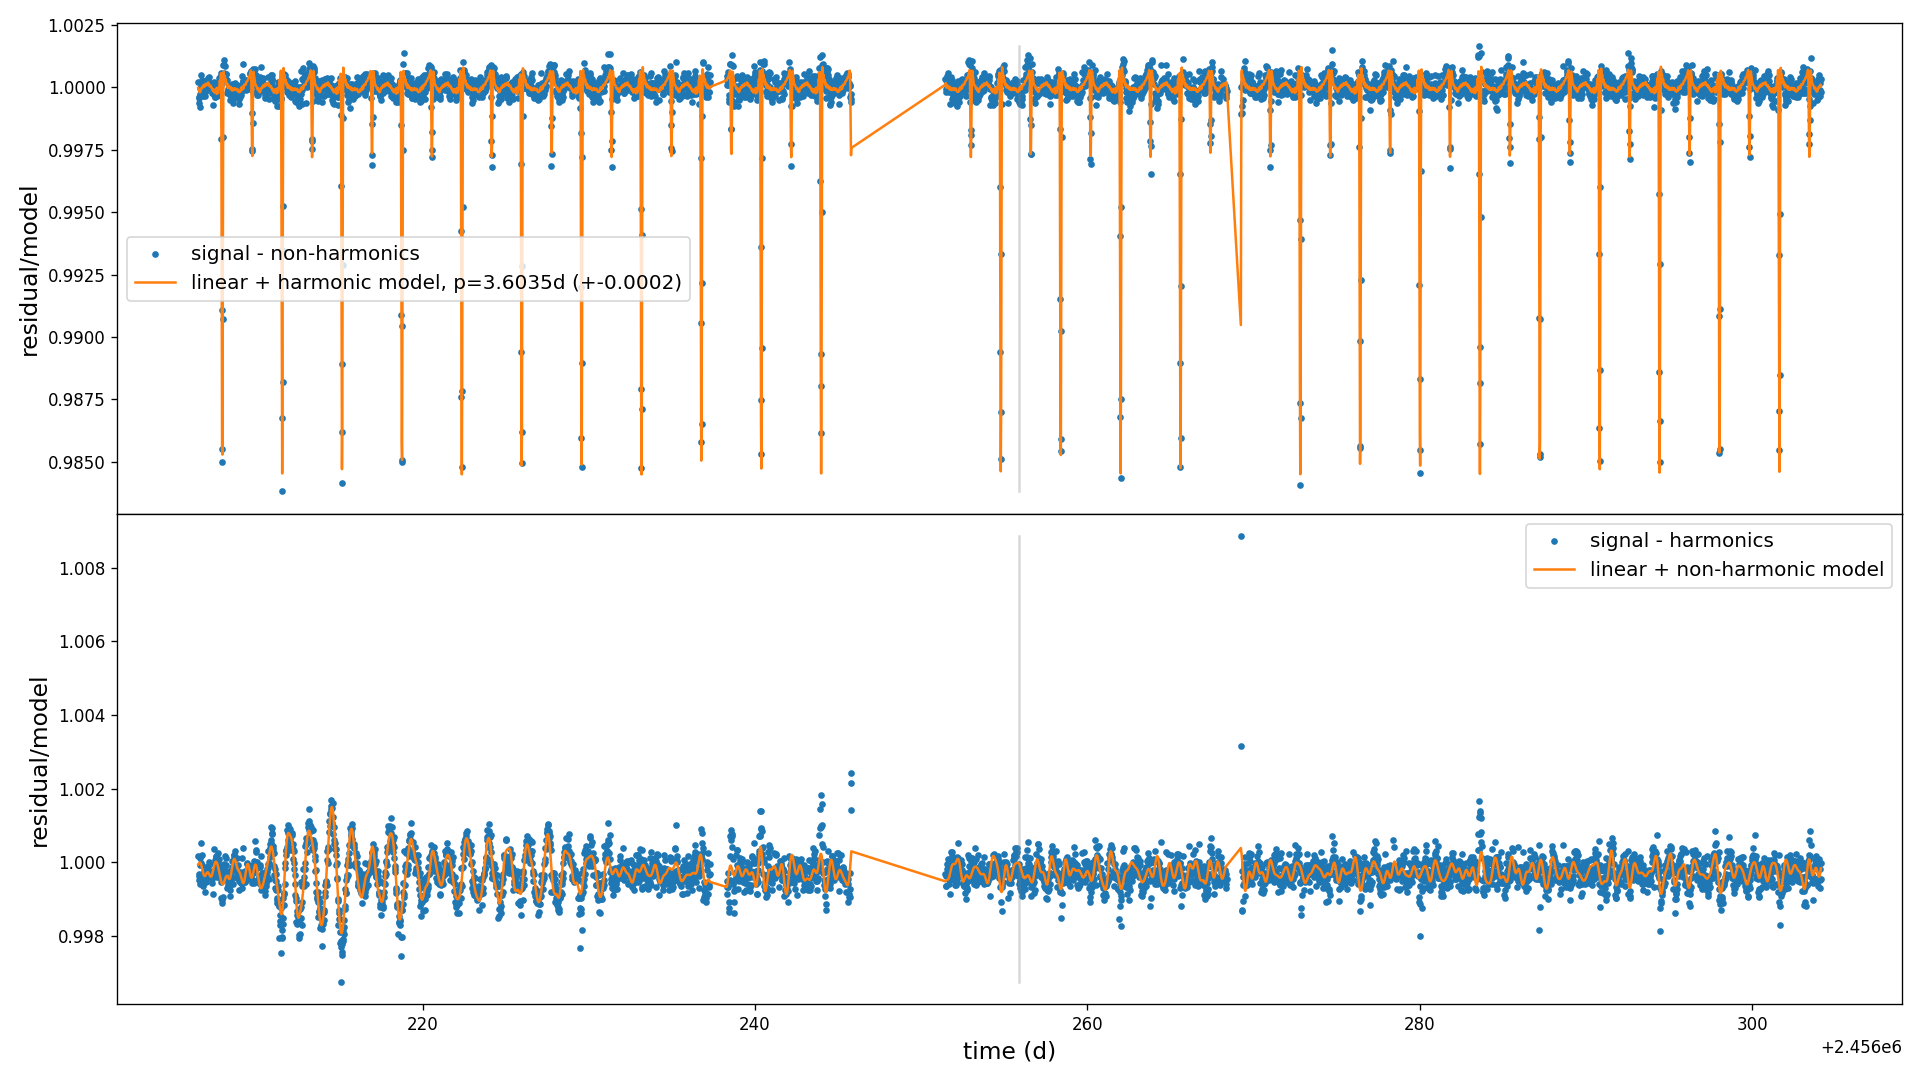 1.0025
1.0000
0.9975
0.9950
0.9925
0.9900
0.9875
0.9850
residual/model
signal - non-harmonics
linear + harmonic model, p=3.6035d (+-0.0002)
1.008
1.006
1.004
1.002
1.000
0.998
residual/model
signal - harmonics
linear + non-harmonic model
220 240 260 280 300
time (d)
+2.456e6